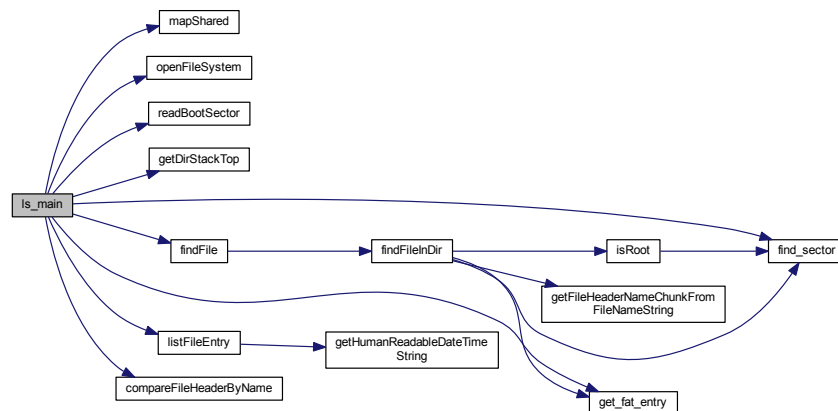 mapShared
openFileSystem
readBootSector
getDirStackTop
ls_main
findFile
findFileInDir
isRoot
find_sector
getFileHeaderNameChunkFrom
FileNameString
listFileEntry
getHumanReadableDateTime
String
compareFileHeaderByName
get_fat_entry